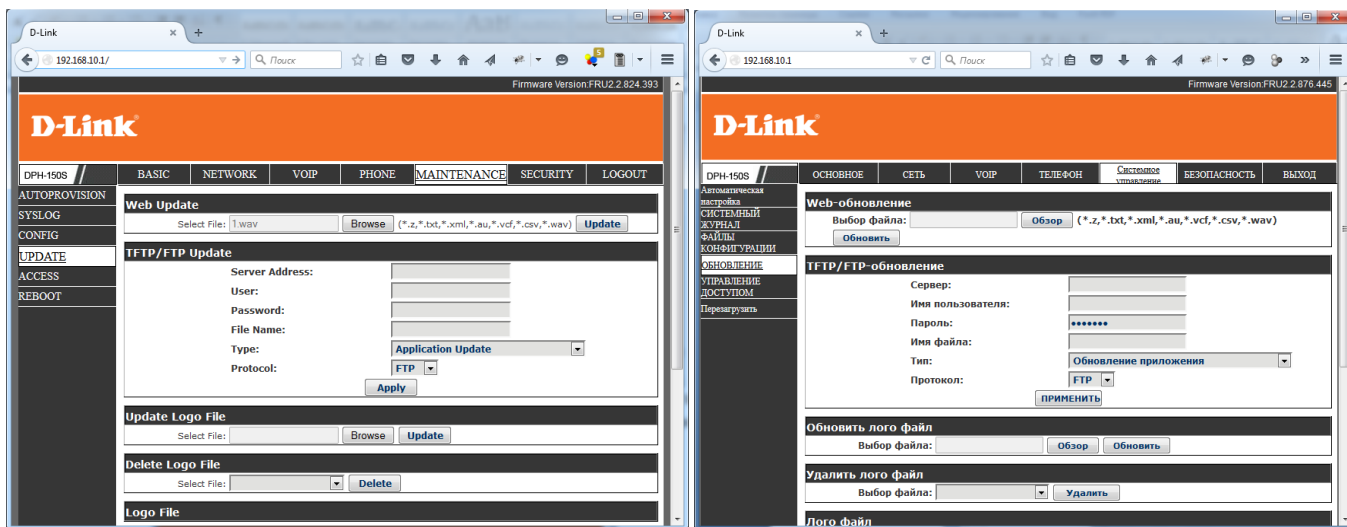 D-Link
192.168.10.1/
Поиск
5
Firmware Version:FRU2.2.824.393
D-Link
DPH-150S
BASIC
NETWORK
VOIP
PHONE
MAINTENANCE
SECURITY
LOGOUT
AUTOPROVISION
SYSLOG
CONFIG
UPDATE
ACCESS
REBOOT
Web Update
Select File: 1.wav Browse (*.z,*.txt,*.xml,*.au,*.vcf,*.csv,*.wav) Update
TFTP/FTP Update
Server Address:
User:
Password:
File Name:
Type: Application Update
Protocol: FTP
Apply
Update Logo File
Select File: Browse Update
Delete Logo File
Select File: Delete
Logo File
D-Link
192.168.10.1
Поиск
Firmware Version:FRU2.2.876.445
D-Link
DPH-150S
ОСНОВНОЕ
СЕТЬ
VOIP
ТЕЛЕФОН
Системное
управление
БЕЗОПАСНОСТЬ
ВЫХОД
Автоматическая
настройка
СИСТЕМНЫЙ
ЖУРНАЛ
ФАЙЛЫ
КОНФИГУРАЦИИ
ОБНОВЛЕНИЕ
УПРАВЛЕНИЕ
ДОСТУПОМ
Перезагрузить
Web-обновление
Выбор файла: Обзор (*.z,*.txt,*.xml,*.au,*.vcf,*.csv,*.wav)
Обновить
TFTP/FTP-обновление
Сервер:
Имя пользователя:
Пароль: •••••••
Имя файла:
Тип: Обновление приложения
Протокол: FTP
ПРИМЕНИТЬ
Обновить лого файл
Выбор файла: Обзор Обновить
Удалить лого файл
Выбор файла: Удалить
Лого файл